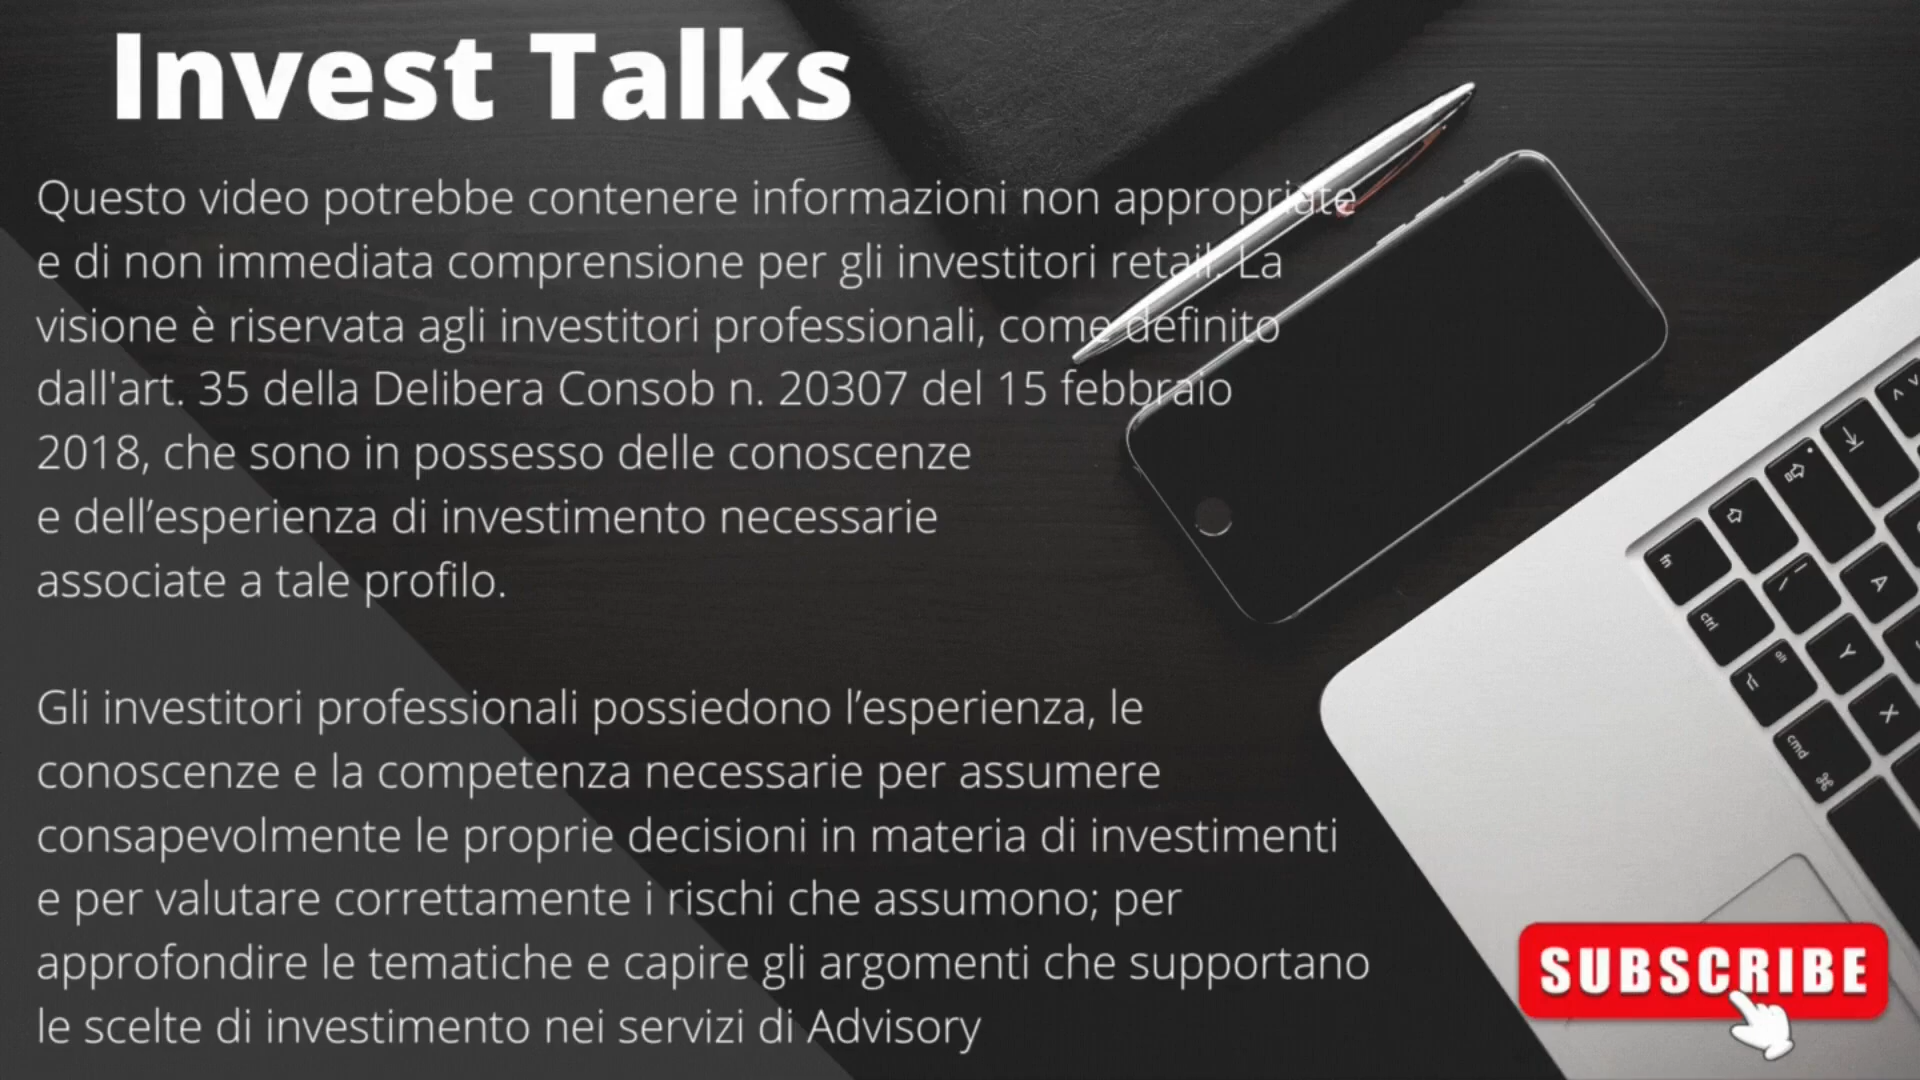 Invest Talks
Questo video potrebbe contenere informazioni non appropriate
e di non immediata comprensione per gli investitori retail. La
visione è riservata agli investitori professionali, come definito
dall'art. 35 della Delibera Consob n. 20307 del 15 febbraio
2018, che sono in possesso delle conoscenze
e dell’esperienza di investimento necessarie
associate a tale profilo.
Gli investitori professionali possiedono l’esperienza, le
conoscenze e la competenza necessarie per assumere
consapevolmente le proprie decisioni in materia di investimenti
e per valutare correttamente i rischi che assumono; per
approfondire le tematiche e capire gli argomenti che supportano
le scelte di investimento nei servizi di Advisory
SUBSCRIBE
fn
A
ctrl
alt
Y
X
cmd ⌘